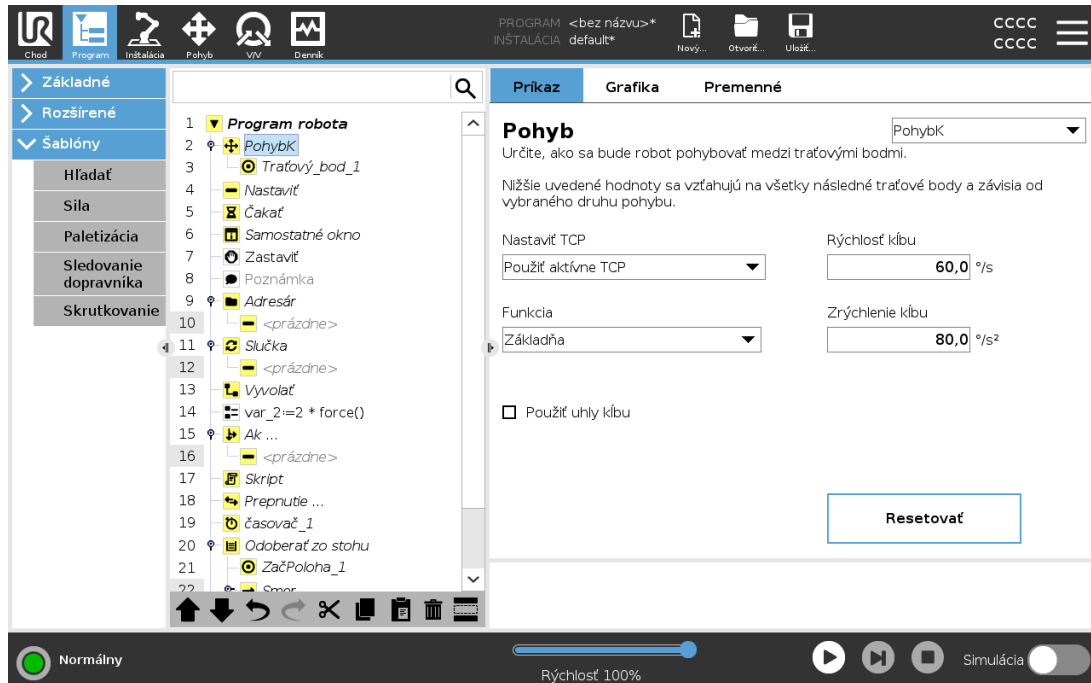 PROGRAM <bez názvu>*
INŠTALÁCIA default*
CCCC
CCCC
Chod
Program
Inštalácia
Pohyb
V/V
Denník
Nový...
Otvoriť...
Uložiť...
Základné
Rozšírené
Šablóny
Hľadať
Sila
Paletizácia
Sledovanie
dopravníka
Skrutkovanie
1 Program robota
2 PohybK
3 Traťový_bod_1
4 Nastaviť
5 Čakať
6 Samostatné okno
7 Zastaviť
8 Poznámka
9 Adresár
10 <prázdne>
11 Slučka
12 <prázdne>
13 Vyvolať
14 var_2:=2 * force()
15 Ak ...
16 <prázdne>
17 Skript
18 Prepnutie ...
19 časovač_1
20 Odoberať zo stohu
21 ZačPoloha_1
22 Smer
Príkaz
Grafika
Premenné
Pohyb
PohybK
Určite, ako sa bude robot pohybovať medzi traťovými bodmi.
Nižšie uvedené hodnoty sa vzťahujú na všetky následné traťové body a závisia od
vybraného druhu pohybu.
Nastaviť TCP
Rýchlosť kĺbu
Použiť aktívne TCP
60,0 °/s
Funkcia
Zrýchlenie kĺbu
Základňa
80,0 °/s²
Použiť uhly kĺbu
Resetovať
Normálny
Rýchlosť 100%
Simulácia